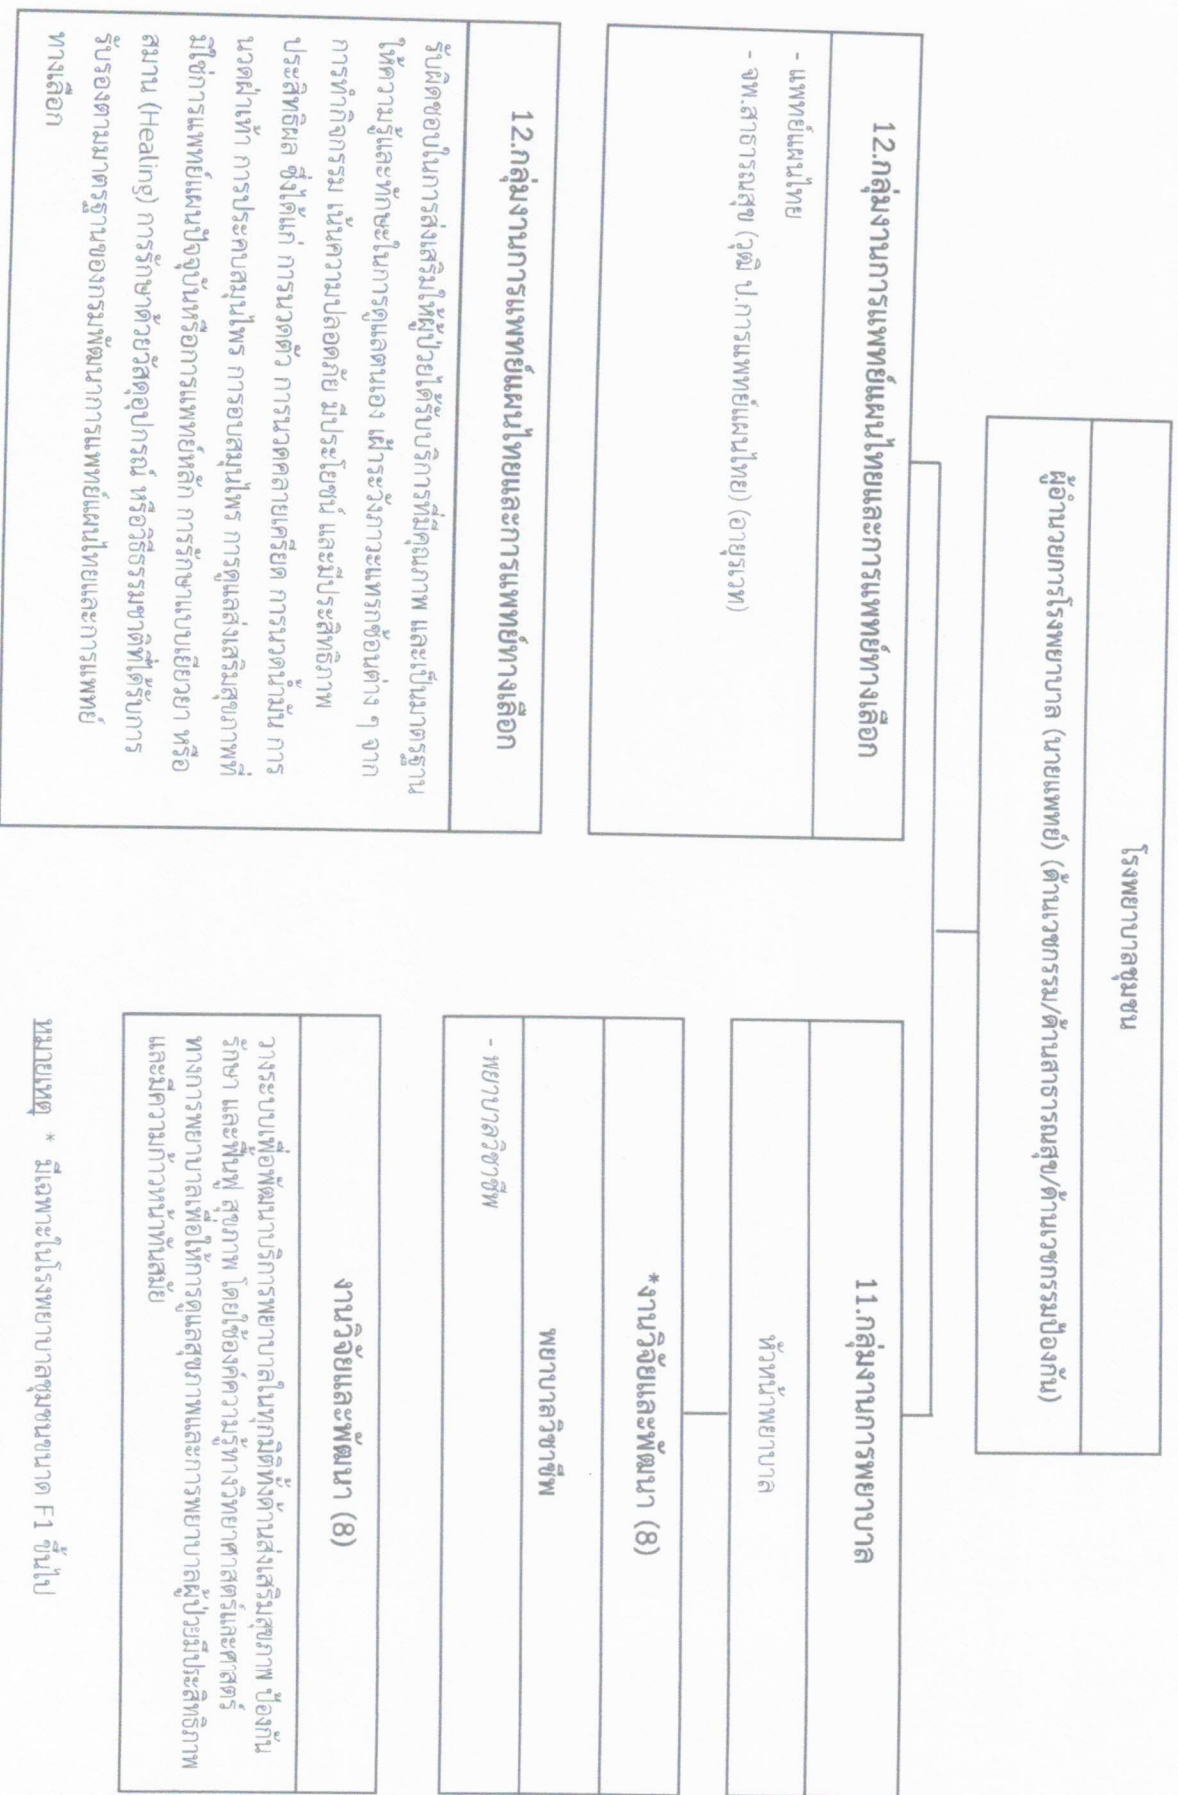 โรงพยาบาลชุมชน
ผู้อำนวยการโรงพยาบาล (นายแพทย์) (ด้านเวชกรรม/ด้านสาธารณสุข/ด้านเวชกรรมป้องกัน)
12.กลุ่มงานการแพทย์แผนไทยและการแพทย์ทางเลือก
- แพทย์แผนไทย
- จพ.สาธารณสุข (วุฒิ ป.การแพทย์แผนไทย) (อายุรเวท)
12.กลุ่มงานการแพทย์แผนไทยและการแพทย์ทางเลือก
รับผิดชอบในการส่งเสริมให้ผู้ป่วยได้รับบริการที่มีคุณภาพ และเป็นมาตรฐาน
ให้ความรู้และทักษะในการดูแลตนเอง เฝ้าระวังภาวะแทรกซ้อนต่าง ๆ จาก
การทำกิจกรรม เน้นความปลอดภัย มีประโยชน์ และมีประสิทธิภาพ
ประสิทธิผล ซึ่งได้แก่ การนวดตัว การนวดคลายเครียด การนวดน้ำมัน การ
นวดฝ่าเท้า การประคบสมุนไพร การอบสมุนไพร การดูแลส่งเสริมสุขภาพที่
มิใช่การแพทย์แผนปัจจุบันหรือการแพทย์หลัก การรักษาแบบเยียวยา หรือ
สมาน (Healing) การรักษาด้วยวัสดุอุปกรณ์ หรือวิธีธรรมชาติที่ได้รับการ
รับรองตามมาตรฐานของกรมพัฒนาการแพทย์แผนไทยและการแพทย์
ทางเลือก
11.กลุ่มงานการพยาบาล
หัวหน้าพยาบาล
*งานวิจัยและพัฒนา (8)
พยาบาลวิชาชีพ
- พยาบาลวิชาชีพ
งานวิจัยและพัฒนา (8)
วางระบบเพื่อพัฒนาบริการพยาบาลในทุกมิติทั้งด้านส่งเสริมสุขภาพ ป้องกัน
รักษา และฟื้นฟู สุขภาพ โดยใช้องค์ความรู้ทางวิทยาศาสตร์และศาสตร์
ทางการพยาบาลเพื่อให้การดูแลสุขภาพและการพยาบาลผู้ป่วยมีประสิทธิภาพ
และมีความก้าวหน้าทันสมัย
หมายเหตุ * มีเฉพาะในโรงพยาบาลชุมชนขนาด F1 ขึ้นไป